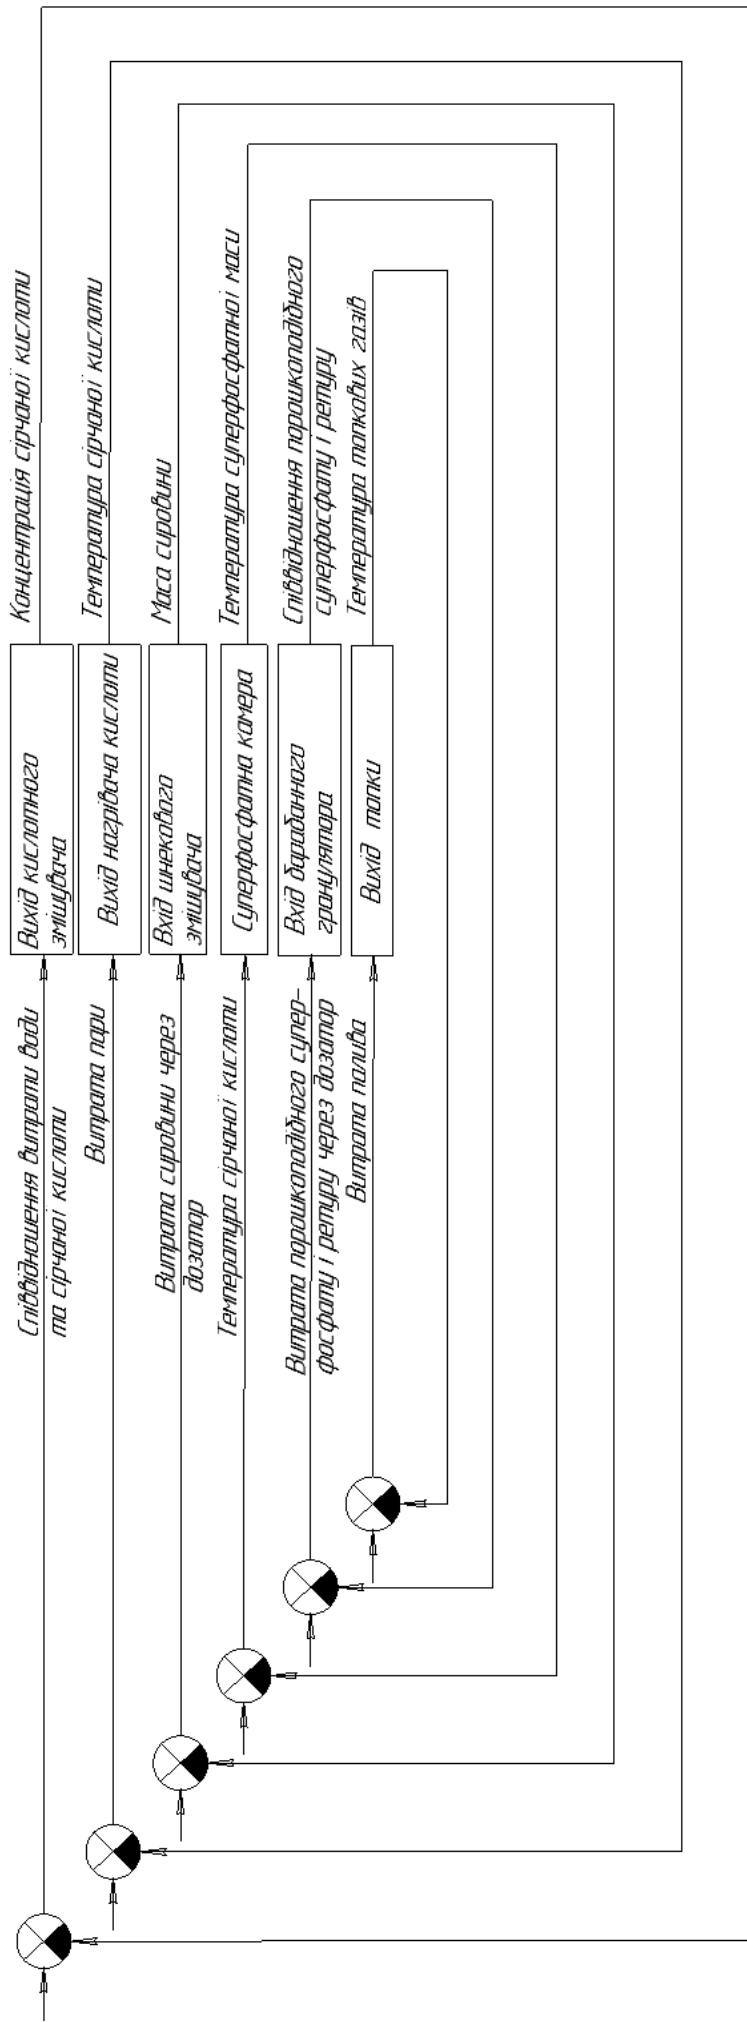 Співвідношення витрати води
та сірчаної кислоти
Вихід кислотного
змішувача
Концентрація сірчаної кислоти
Витрата пари
Вихід нагрівача кислоти
Температура сірчаної кислоти
Витрата сировини через
дозатор
Вхід шнекового
змішувача
Маса сировини
Температура сірчаної кислоти
Суперфосфатна камера
Температура суперфосфатної маси
Витрата порошкоподібного супер-
фосфату і ретуру через дозатор
Вхід барабанного
гранулятора
Співвідношення порошкоподібного
суперфосфату і ретуру
Витрата палива
Вихід топки
Температура топкових газів